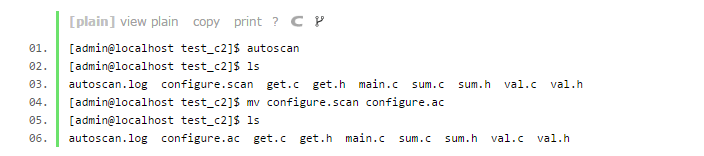 [plain] view plain copy print ?
01. [admin@localhost test_c2]$ autoscan
02. [admin@localhost test_c2]$ ls
03. autoscan.log configure.scan get.c get.h main.c sum.c sum.h val.c val.h
04. [admin@localhost test_c2]$ mv configure.scan configure.ac
05. [admin@localhost test_c2]$ ls
06. autoscan.log configure.ac get.c get.h main.c sum.c sum.h val.c val.h